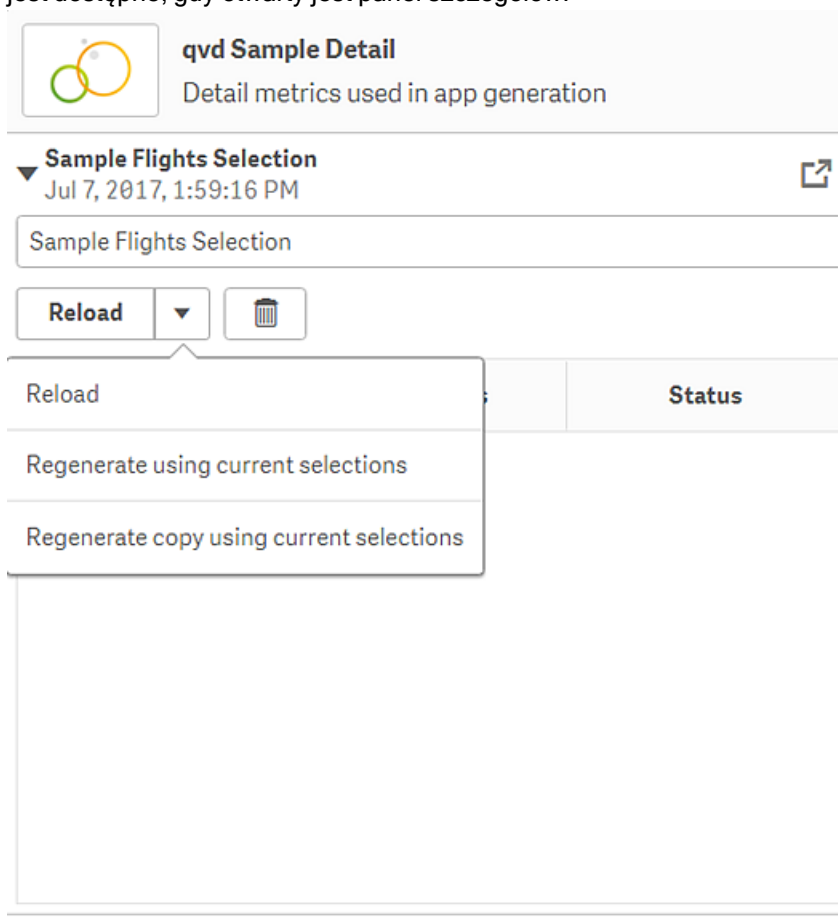 qvd Sample Detail
Detail metrics used in app generation
Sample Flights Selection
Jul 7, 2017, 1:59:16 PM
Sample Flights Selection
Reload
Reload
Status
Regenerate using current selections
Regenerate copy using current selections